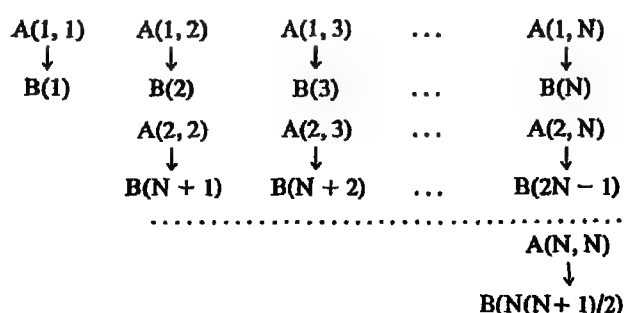 A(1, 1) A(1, 2) A(1, 3) ... A(1, N)
↓ ↓ ↓ ↓
B(1) B(2) B(3) ... B(N)
A(2, 2) A(2, 3) ... A(2, N)
↓ ↓ ↓
B(N + 1) B(N + 2) ... B(2N − 1)
A(N, N)
↓
B(N(N + 1)/2)